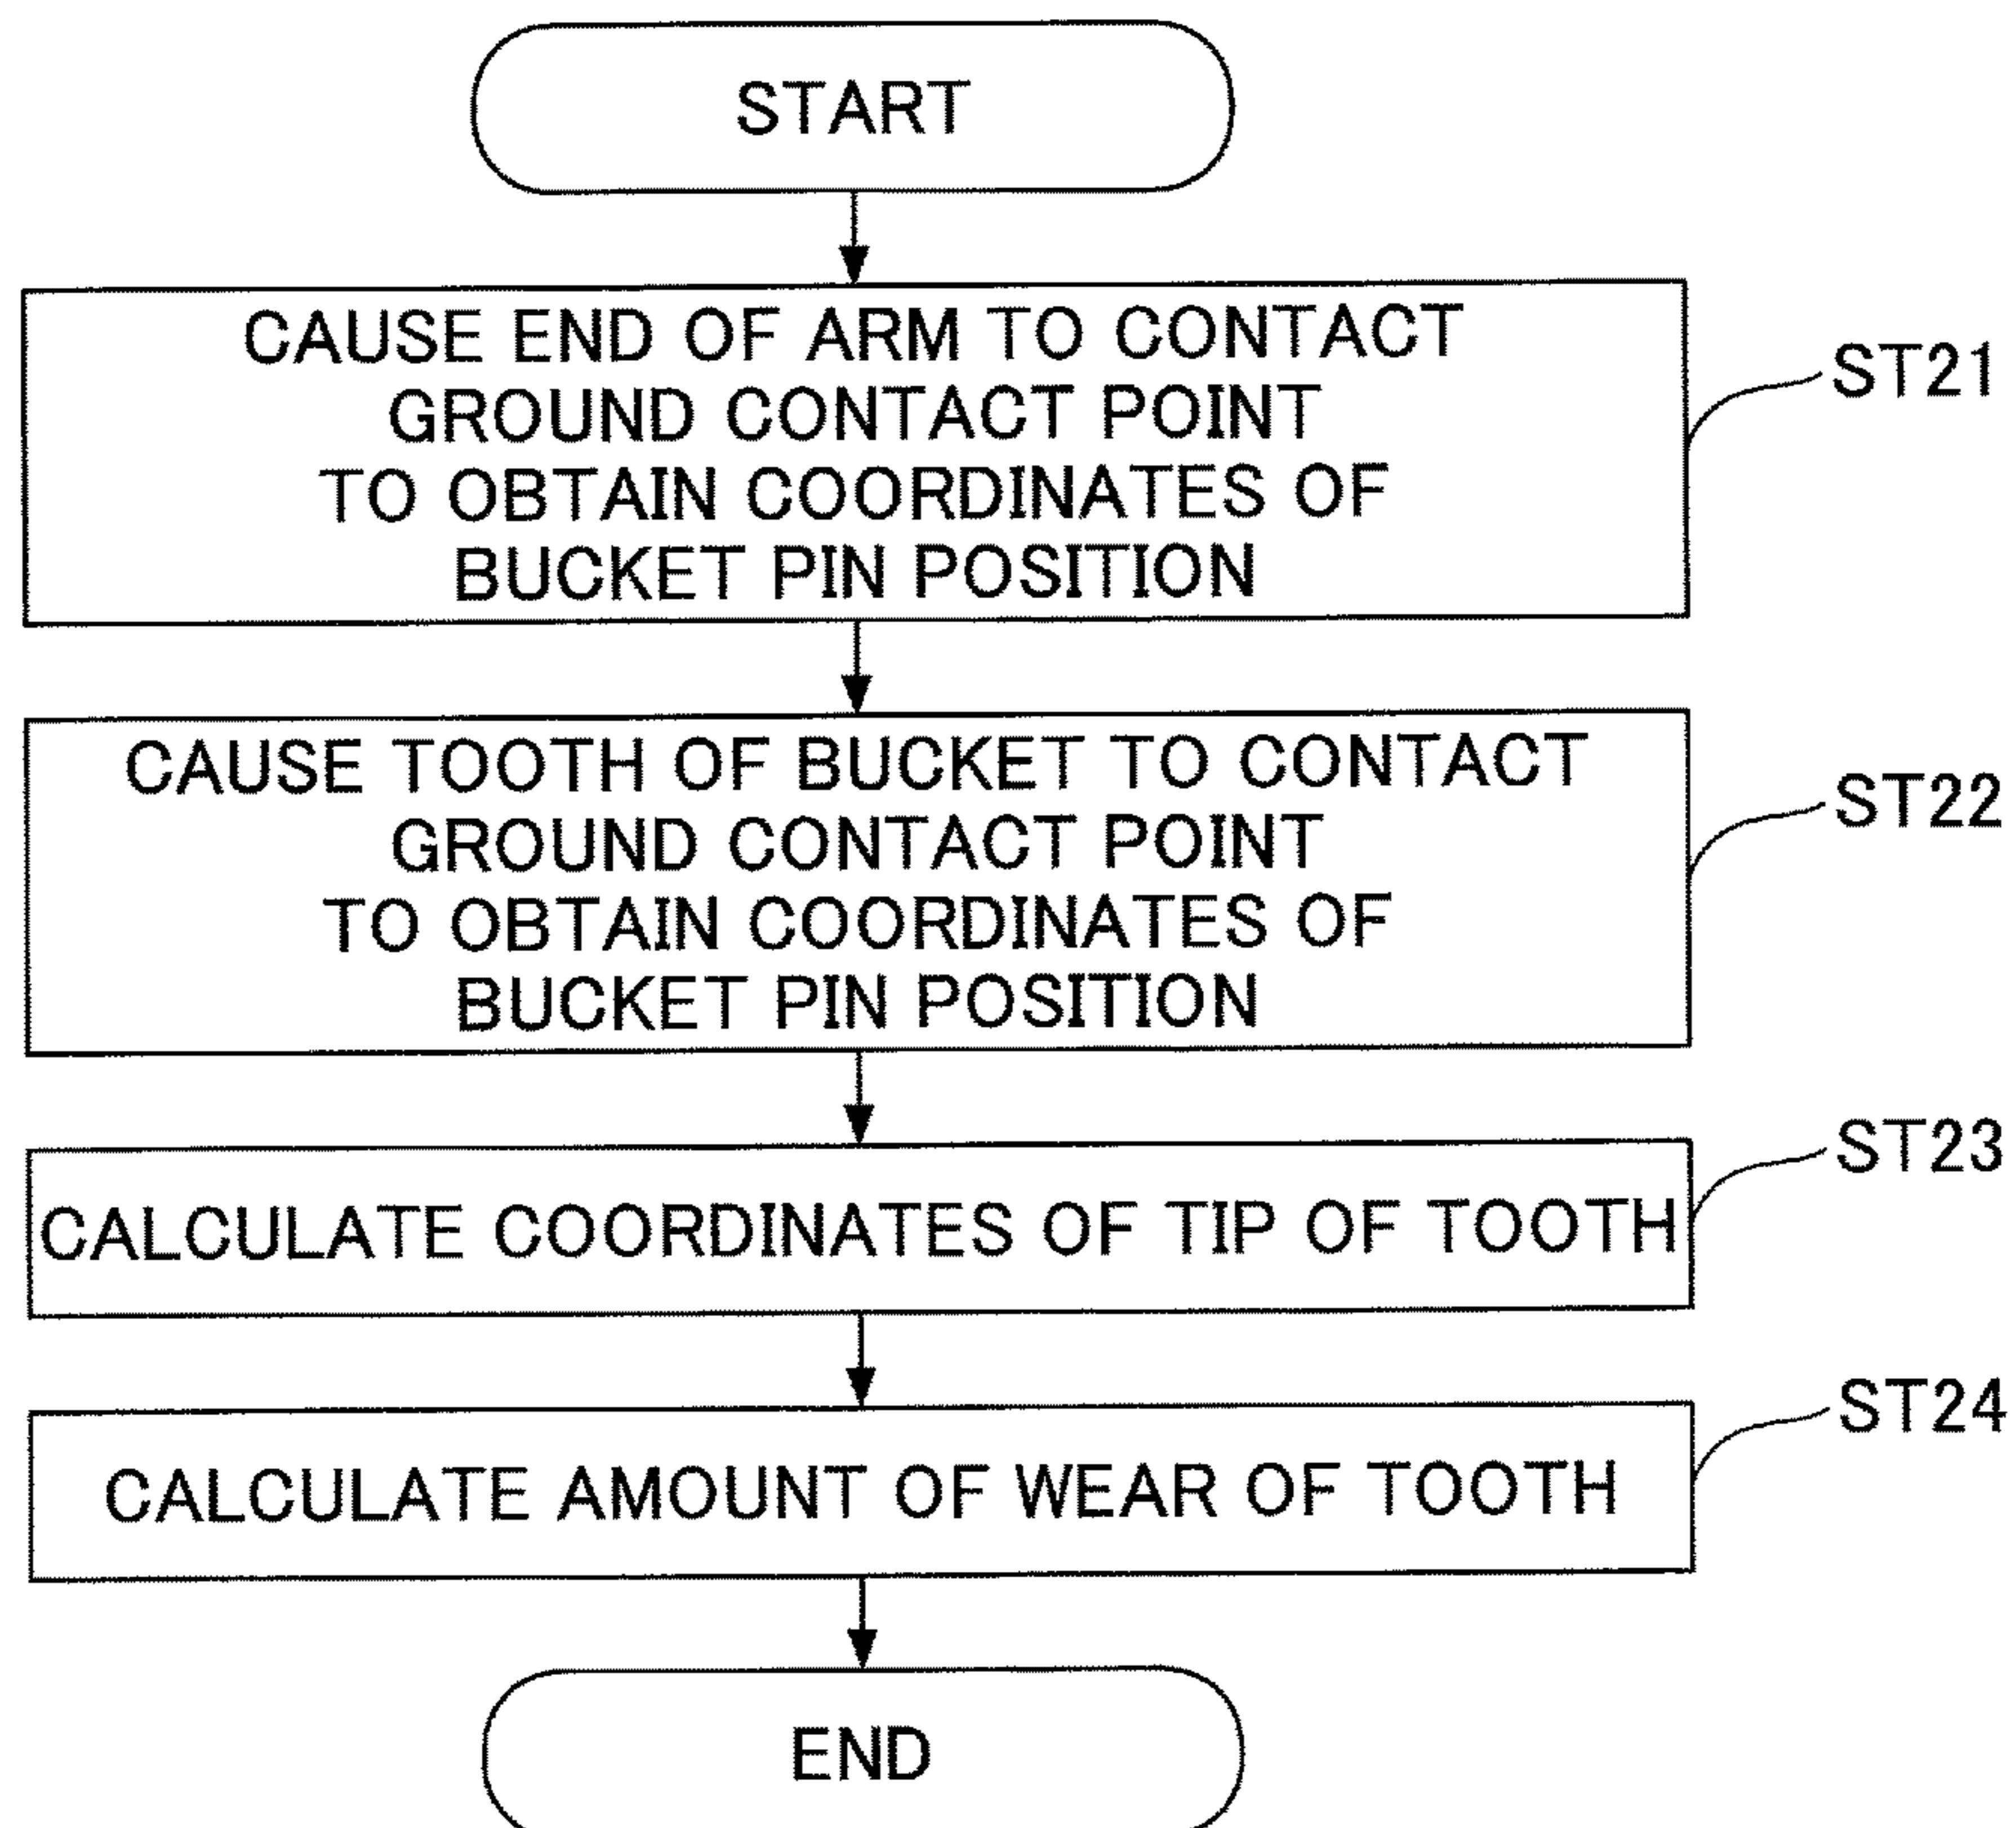 START
CAUSE END OF ARM TO CONTACT
GROUND CONTACT POINT
TO OBTAIN COORDINATES OF
BUCKET PIN POSITION
ST21
CAUSE TOOTH OF BUCKET TO CONTACT
GROUND CONTACT POINT
TO OBTAIN COORDINATES OF
BUCKET PIN POSITION
ST22
CALCULATE COORDINATES OF TIP OF TOOTH
ST23
CALCULATE AMOUNT OF WEAR OF TOOTH
ST24
END